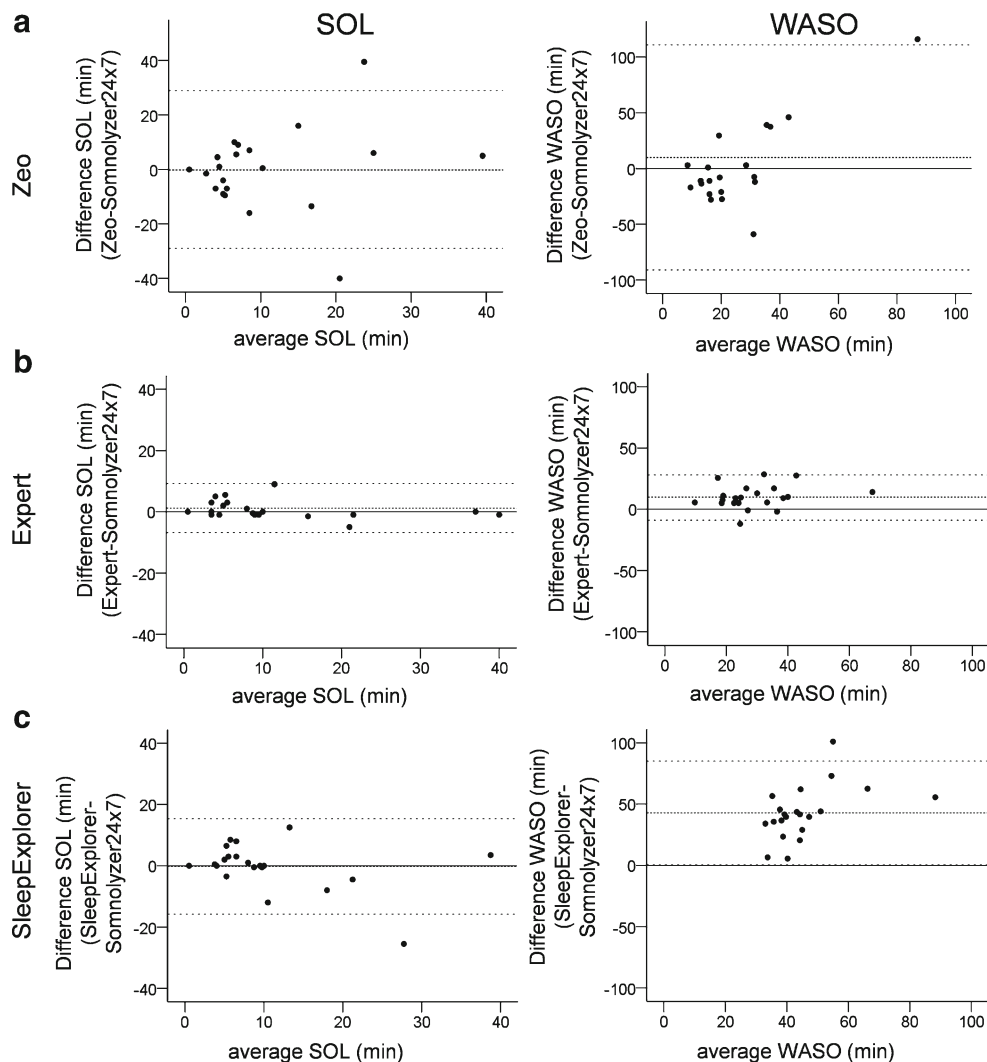 a
SOL
WASO
Zeo
Difference SOL (min)
(Zeo-Somnolyzer24x7)
40
20
0
-20
-40
0 10 20 30 40
average SOL (min)
Difference WASO (min)
(Zeo-Somnolyzer24x7)
100
50
0
-50
-100
0 20 40 60 80 100
average WASO (min)
b
Expert
Difference SOL (min)
(Expert-Somnolyzer24x7)
40
20
0
-20
-40
0 10 20 30 40
average SOL (min)
Difference WASO (min)
(Expert-Somnolyzer24x7)
100
50
0
-50
-100
0 20 40 60 80 100
average WASO (min)
c
SleepExplorer
Difference SOL (min)
(SleepExplorer-
Somnolyzer24x7)
40
20
0
-20
-40
0 10 20 30 40
average SOL (min)
Difference WASO (min)
(SleepExplorer-
Somnolyzer24x7)
100
50
0
-50
-100
0 20 40 60 80 100
average WASO (min)